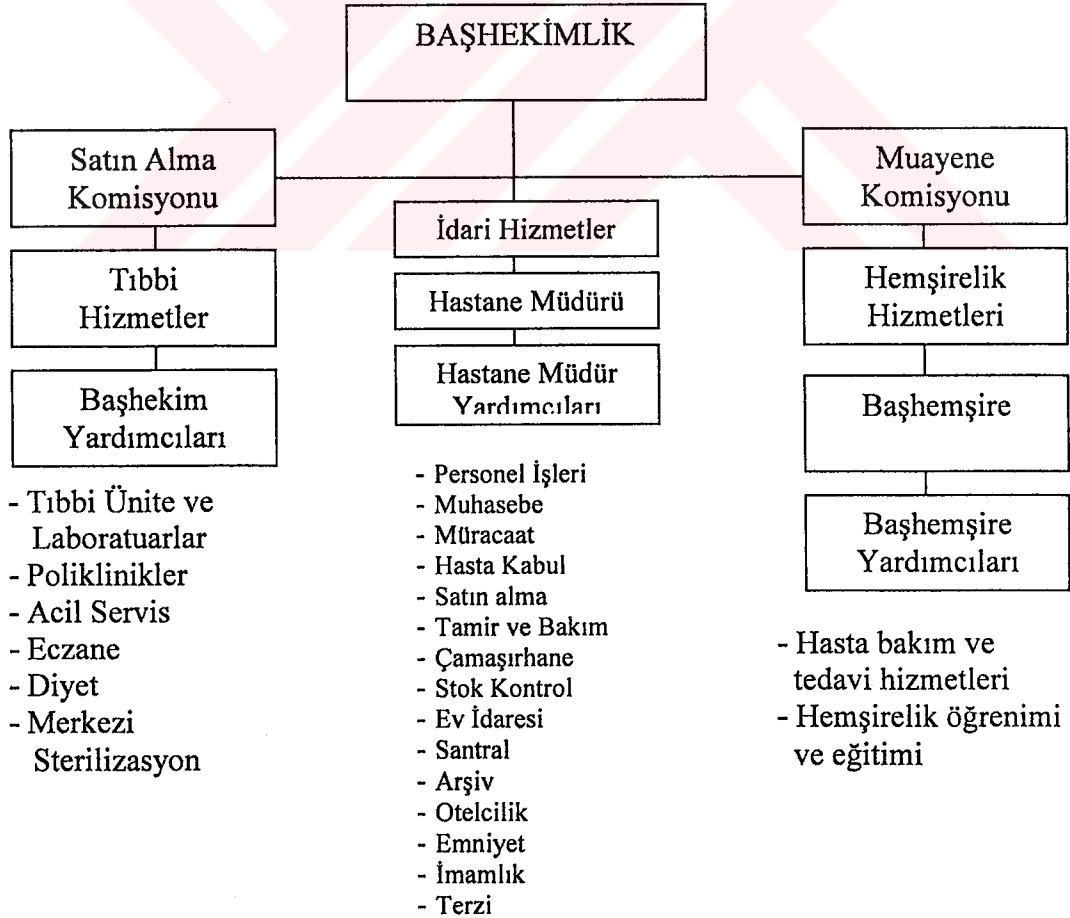 BAŞHEKİMLİK
Satın Alma
Komisyonu
Tıbbi
Hizmetler
Başhekim
Yardımcıları
- Tıbbi Ünite ve
Laboratuarlar
- Poliklinikler
- Acil Servis
- Eczane
- Diyet
- Merkezi
Sterilizasyon
İdari Hizmetler
Hastane Müdürü
Hastane Müdür
Yardımcıları
- Personel İşleri
- Muhasebe
- Müracaat
- Hasta Kabul
- Satın alma
- Tamir ve Bakım
- Çamaşırhane
- Stok Kontrol
- Ev İdaresi
- Santral
- Arşiv
- Otelcilik
- Emniyet
- İmamlık
- Terzi
Muayene
Komisyonu
Hemşirelik
Hizmetleri
Başhemşire
Başhemşire
Yardımcıları
- Hasta bakım ve
tedavi hizmetleri
- Hemşirelik öğrenimi
ve eğitimi